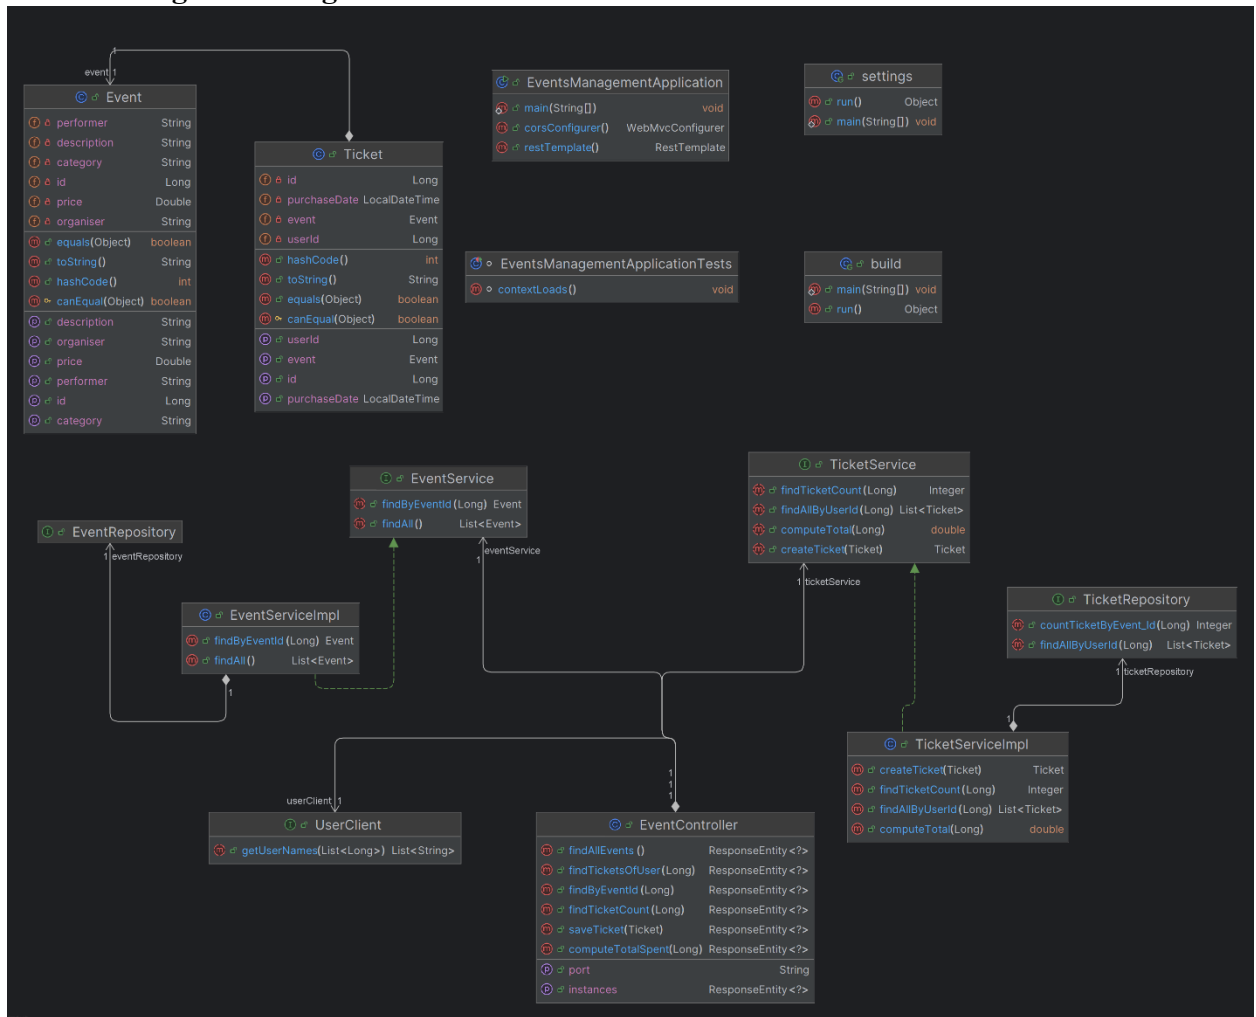 event 1
1
Event
performer String
description String
category String
id Long
price Double
organiser String
equals(Object) boolean
toString() String
hashCode() int
canEqual(Object) boolean
description String
organiser String
price Double
performer String
id Long
category String
Ticket
id Long
purchaseDate LocalDateTime
event Event
userId Long
hashCode() int
toString() String
equals(Object) boolean
canEqual(Object) boolean
userId Long
event Event
id Long
purchaseDate LocalDateTime
EventsManagementApplication
main(String[]) void
corsConfigurer() WebMvcConfigurer
restTemplate() RestTemplate
settings
run() Object
main(String[]) void
EventsManagementApplicationTests
contextLoads() void
build
main(String[]) void
run() Object
EventService
findByEventId(Long) Event
findAll() List<Event>
1
eventService
TicketService
findTicketCount(Long) Integer
findAllByUserId(Long) List<Ticket>
computeTotal(Long) double
createTicket(Ticket) Ticket
1 ticketService
EventRepository
1 eventRepository
EventServiceImpl
findByEventId(Long) Event
findAll() List<Event>
1
TicketRepository
countTicketByEvent_Id(Long) Integer
findAllByUserId(Long) List<Ticket>
1 ticketRepository
1
TicketServiceImpl
createTicket(Ticket) Ticket
findTicketCount(Long) Integer
findAllByUserId(Long) List<Ticket>
computeTotal(Long) double
userClient 1
UserClient
getUserNames(List<Long>) List<String>
1
1
1
EventController
findAllEvents() ResponseEntity<?>
findTicketsOfUser(Long) ResponseEntity<?>
findByEventId(Long) ResponseEntity<?>
findTicketCount(Long) ResponseEntity<?>
saveTicket(Ticket) ResponseEntity<?>
computeTotalSpent(Long) ResponseEntity<?>
port String
instances ResponseEntity<?>